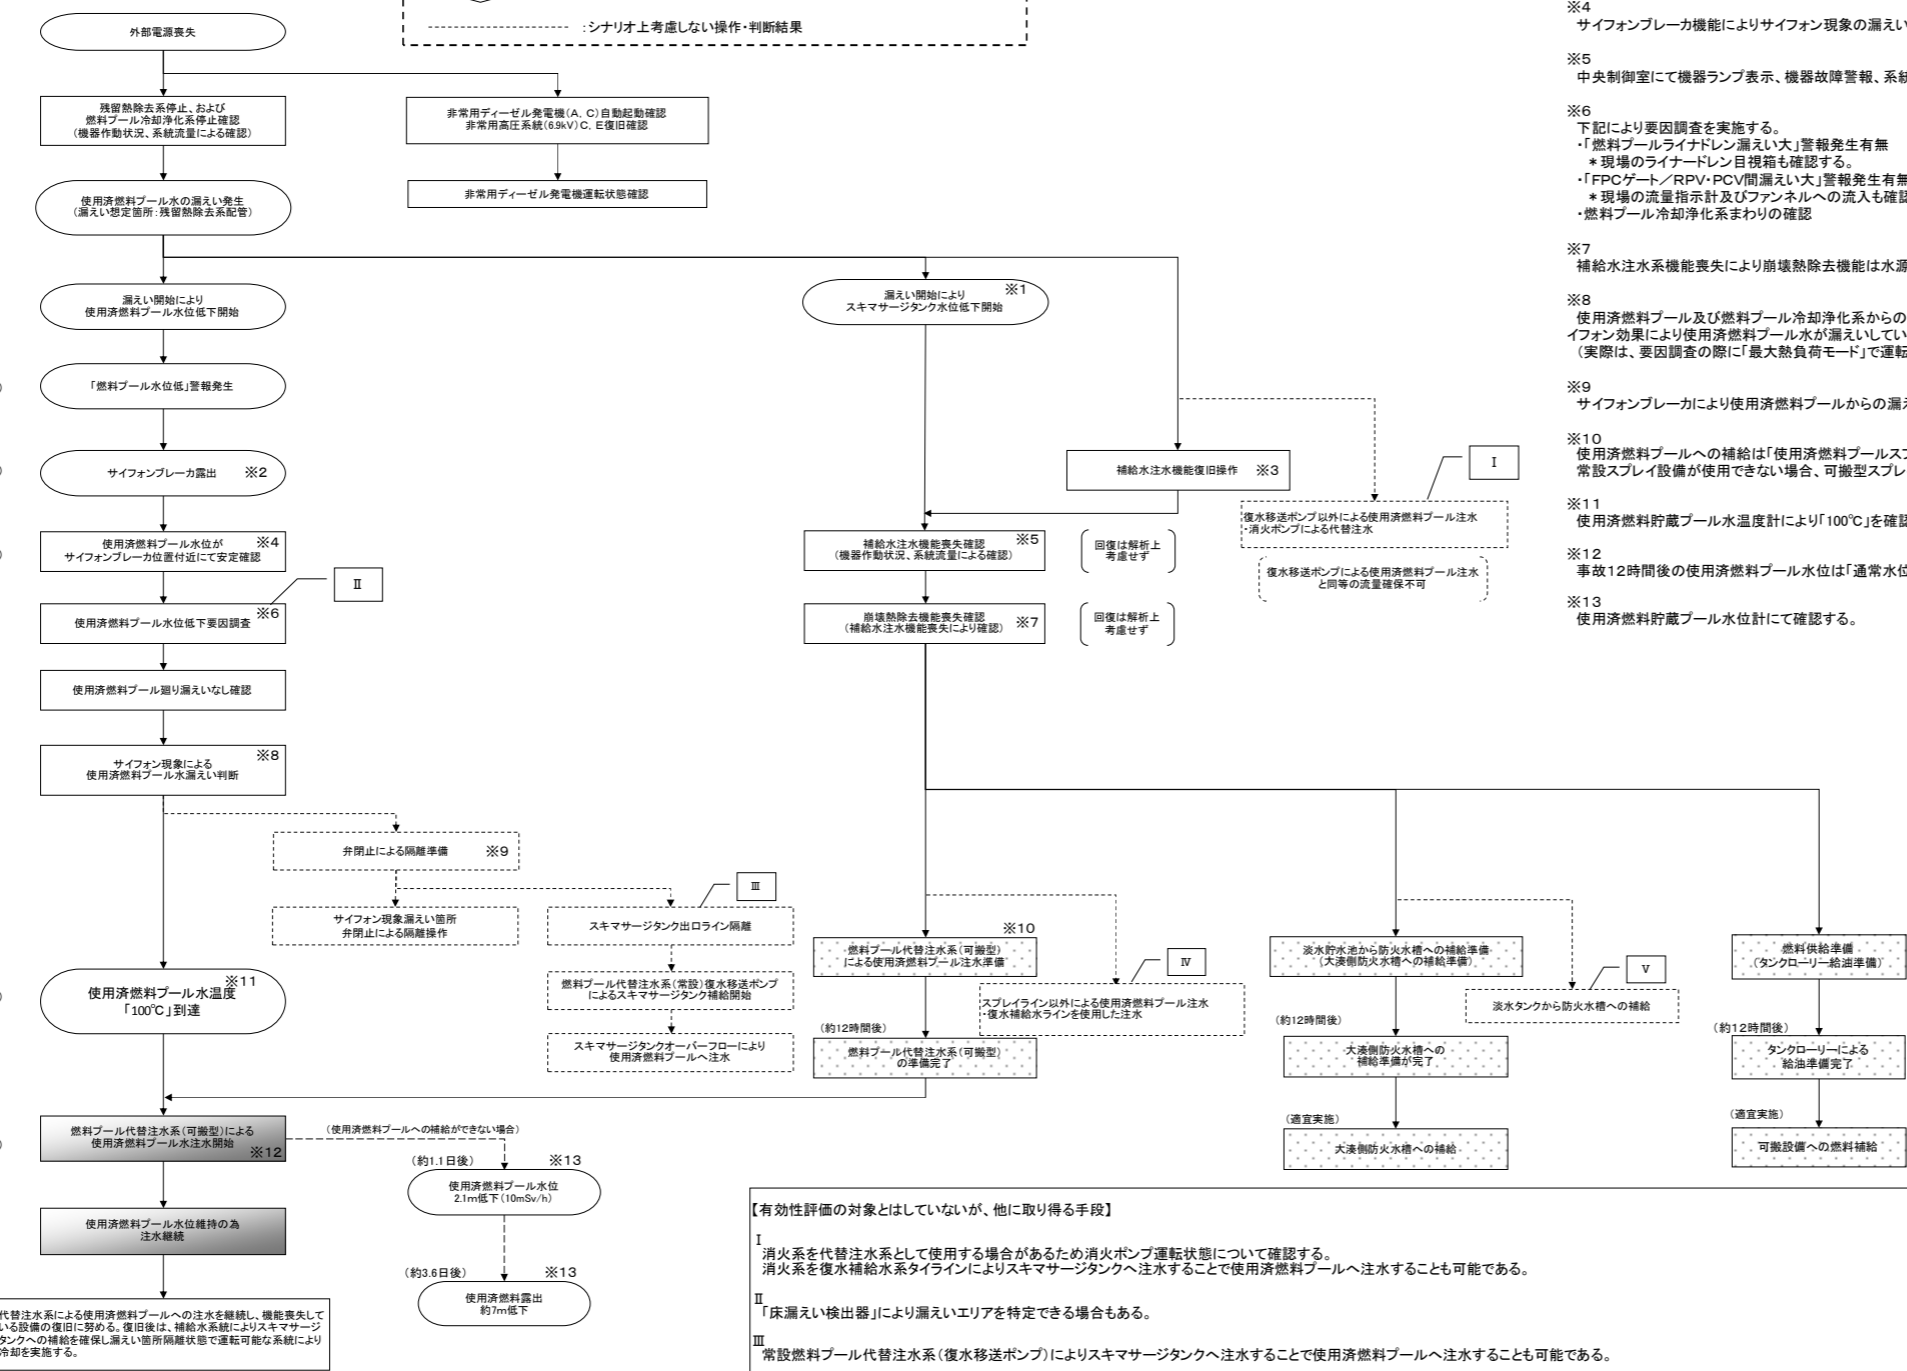 :シナリオ上考慮しない操作・判断結果
外部電源喪失
残留熱除去系停止、および
燃料プール冷却浄化系停止確認
(機器作動状況、系統流量による確認)
非常用ディーゼル発電機(A, C)自動起動確認
非常用高圧系統(6.9kV)C, E復旧確認
非常用ディーゼル発電機運転状態確認
使用済燃料プール水の漏えい発生
(漏えい想定箇所:残留熱除去系配管)
漏えい開始により
使用済燃料プール水位低下開始
漏えい開始により
スキマサージタンク水位低下開始
※1
「燃料プール水位低」警報発生
サイフォンブレーカ露出
※2
補給水注水機能復旧操作
※3
Ⅰ
復水移送ポンプ以外による使用済燃料プール注水
・消火ポンプによる代替注水
復水移送ポンプによる使用済燃料プール注水
と同等の流量確保不可
使用済燃料プール水位が
サイフォンブレーカ位置付近にて安定確認
※4
補給水注水機能喪失確認
(機器作動状況、系統流量による確認)
※5
回復は解析上
考慮せず
Ⅱ
使用済燃料プール水位低下要因調査
※6
崩壊熱除去機能喪失確認
(補給水注水機能喪失により確認)
※7
回復は解析上
考慮せず
使用済燃料プール廻り漏えいなし確認
サイフォン現象による
使用済燃料プール水漏えい判断
※8
弁閉止による隔離準備
※9
サイフォン現象漏えい箇所
弁閉止による隔離操作
Ⅲ
スキマサージタンク出口ライン隔離
燃料プール代替注水系(常設)復水移送ポンプ
によるスキマサージタンク補給開始
スキマサージタンクオーバーフローにより
使用済燃料プールへ注水
※10
燃料プール代替注水系(可搬型)
による使用済燃料プール注水準備
Ⅳ
スプレイライン以外による使用済燃料プール注水
・復水補給水ラインを使用した注水
(約12時間後)
燃料プール代替注水系(可搬型)
の準備完了
淡水貯水池から防火水槽への補給準備
(大湊側防火水槽への補給準備)
Ⅴ
淡水タンクから防火水槽への補給
(約12時間後)
大湊側防火水槽への
補給準備が完了
(適宜実施)
大湊側防火水槽への補給
燃料供給準備
(タンクローリー給油準備)
(約12時間後)
タンクローリーによる
給油準備完了
(適宜実施)
可搬設備への燃料補給
※11
使用済燃料プール水温度
「100℃」到達
燃料プール代替注水系(可搬型)による
使用済燃料プール水注水開始
※12
(使用済燃料プールへの補給ができない場合)
(約1.1日後)
※13
使用済燃料プール水位
2.1m低下(10mSv/h)
(約3.6日後)
※13
使用済燃料露出
約7m低下
使用済燃料プール水位維持の為
注水継続
代替注水系による使用済燃料プールへの注水を継続し、機能喪失して
いる設備の復旧に努める。復旧後は、補給水系統によりスキマサージ
タンクへの補給を確保し漏えい箇所隔離状態で運転可能な系統により
冷却を実施する。
【有効性評価の対象とはしていないが、他に取り得る手段】
Ⅰ
消火系を代替注水系として使用する場合があるため消火ポンプ運転状態について確認する。
消火系を復水補給水系タイラインによりスキマサージタンクへ注水することで使用済燃料プールへ注水することも可能である。
Ⅱ
「床漏えい検出器」により漏えいエリアを特定できる場合もある。
Ⅲ
常設燃料プール代替注水系(復水移送ポンプ)によりスキマサージタンクへ注水することで使用済燃料プールへ注水することも可能である。
※4
サイフォンブレーカ機能によりサイフォン現象の漏えい
※5
中央制御室にて機器ランプ表示、機器故障警報、系統
※6
下記により要因調査を実施する。
・「燃料プールライナドレン漏えい大」警報発生有無
＊現場のライナードレン目視箱も確認する。
・「FPCゲート／RPV・PCV間漏えい大」警報発生有無
＊現場の流量指示計及びファンネルへの流入も確認
・燃料プール冷却浄化系まわりの確認
※7
補給水注水系機能喪失により崩壊熱除去機能は水源
※8
使用済燃料プール及び燃料プール冷却浄化系からの
イフォン効果により使用済燃料プール水が漏えいしてい
(実際は、要因調査の際に「最大熱負荷モード」で運転
※9
サイフォンブレーカにより使用済燃料プールからの漏え
※10
使用済燃料プールへの補給は「使用済燃料プールスプ
常設スプレイ設備が使用できない場合、可搬型スプレイ
※11
使用済燃料貯蔵プール水温度計により「100℃」を確認
※12
事故12時間後の使用済燃料プール水位は「通常水位
※13
使用済燃料貯蔵プール水位計にて確認する。